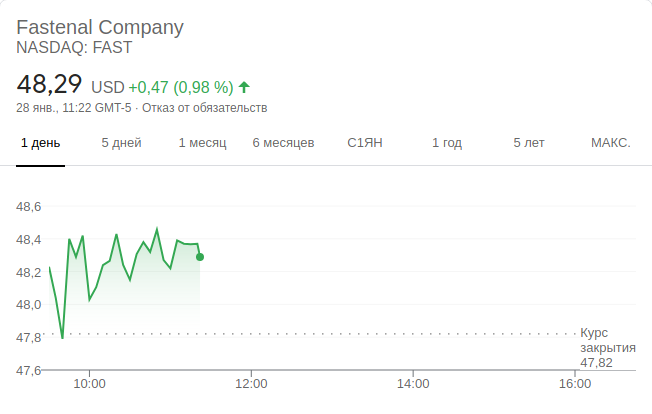 Fastenal Company
NASDAQ: FAST
48,29 USD +0,47 (0,98 %)
28 янв., 11:22 GMT-5 · Отказ от обязательств
1 день 5 дней 1 месяц 6 месяцев С1ЯН 1 год 5 лет МАКС.
48,6
48,4
48,2
48,0
47,8
47,6
Курс
закрытия
47,82
10:00 12:00 14:00 16:00